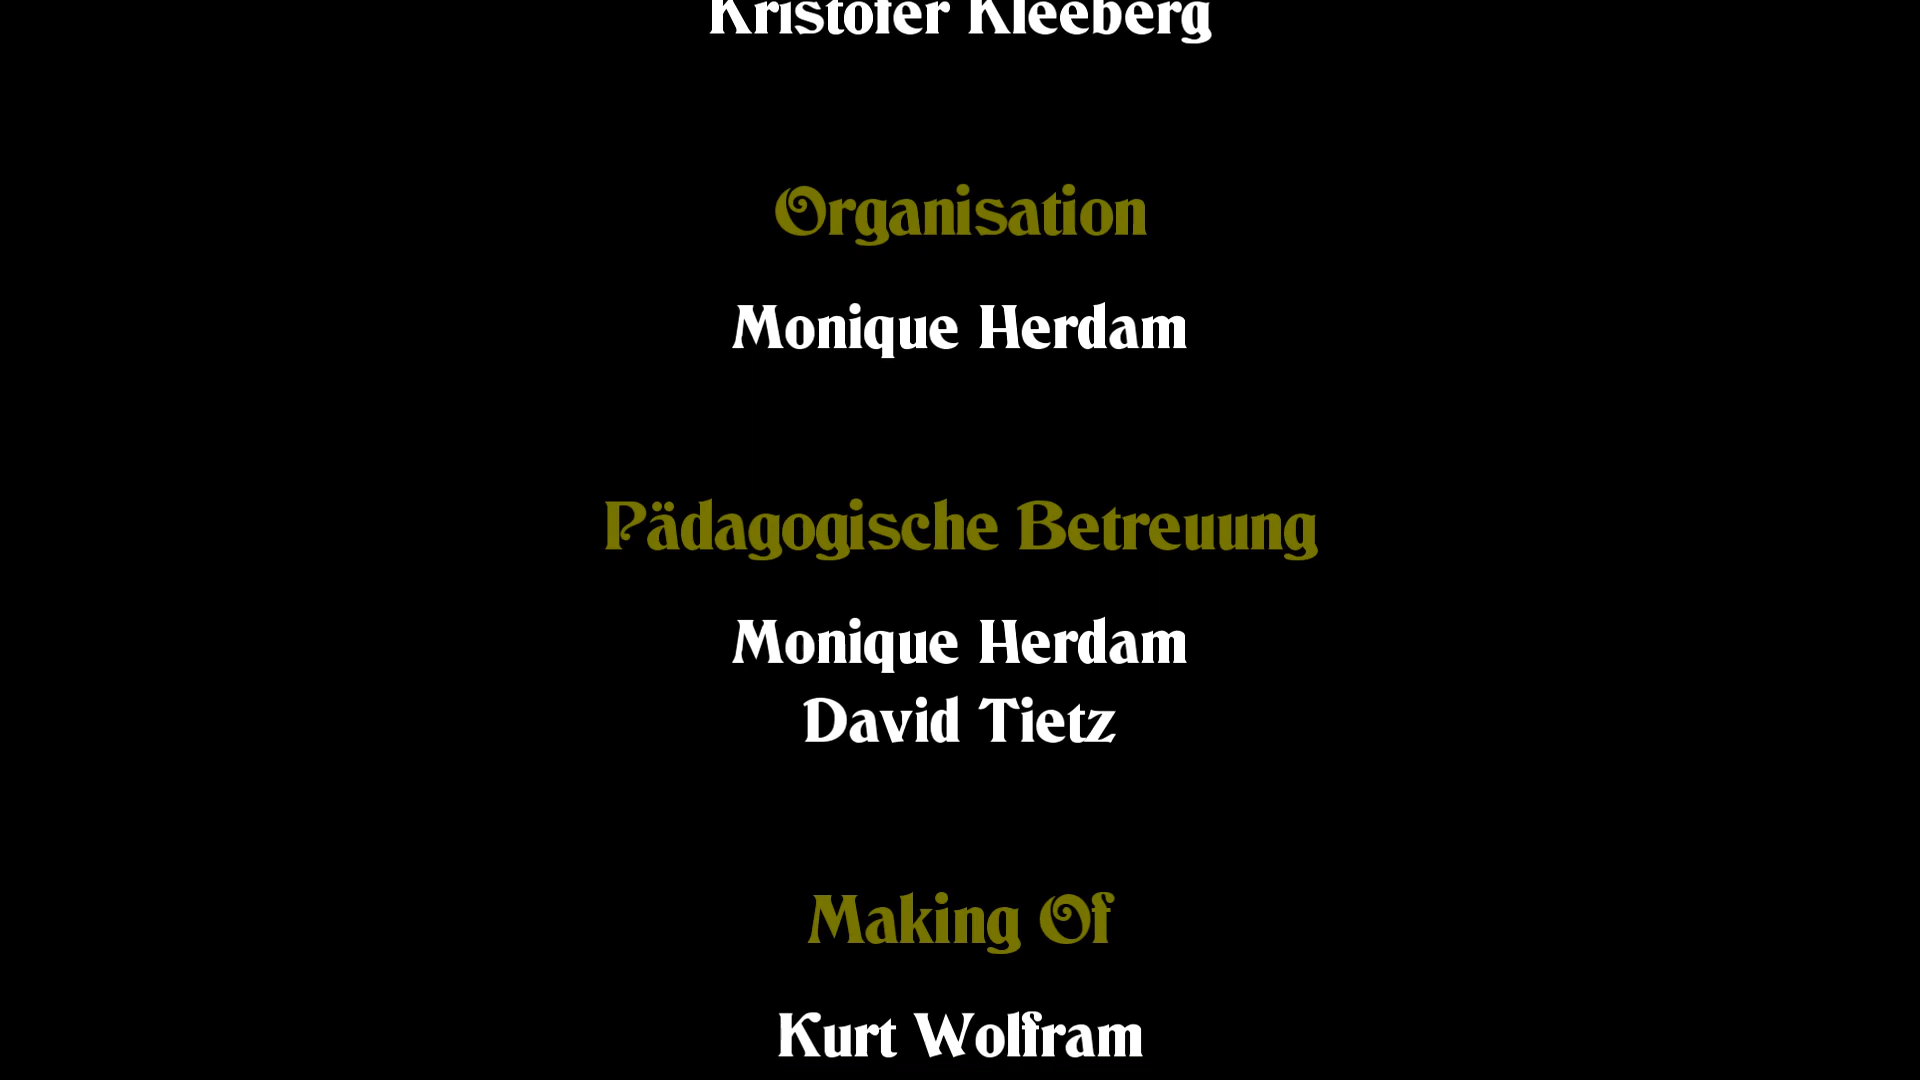 Kristofer Kleeberg
Organisation
Monique Herdam
Pädagogische Betreuung
Monique Herdam
David Tietz
Making Of
Kurt Wolfram